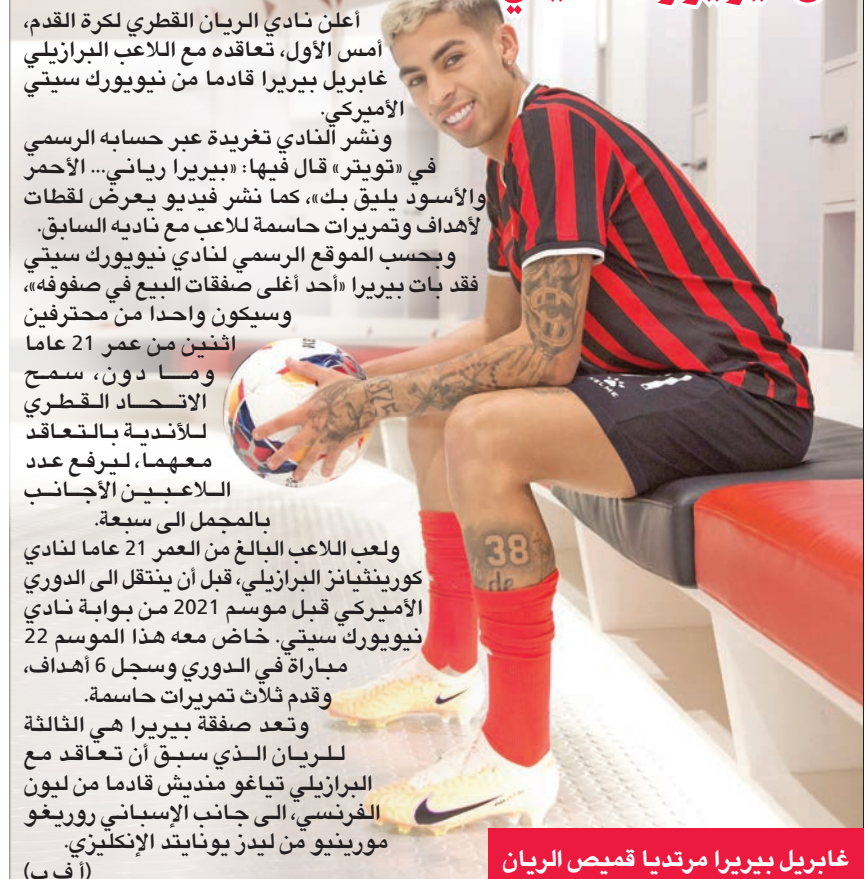 أعلن نادي الريان القطري لكرة القدم،
أمس الأول، تعاقده مع اللاعب البرازيلي
غابريل بيريرا قادما من نيويورك سيتي
الأميركي.
ونشر النادي تغريدة عبر حسابه الرسمي
في «تويتر» قال فيها: «بيريرا رياني... الأحمر
والأسود يليق بك»، كما نشر فيديو يعرض لقطات
لأهداف وتمريرات حاسمة للاعب مع ناديه السابق.
وبحسب الموقع الرسمي لنادي نيويورك سيتي
فقد بات بيريرا «أحد أغلى صفقات البيع في صفوفه»،
وسيكون واحدا من محترفين
اثنين من عمر 21 عاما
وما دون، سمح
الاتحاد القطري
للأندية بالتعاقد
معهما، ليرفع عدد
اللاعبين الأجانب
بالمجمل الى سبعة.
ولعب اللاعب البالغ من العمر 21 عاما لنادي
كورينثيانز البرازيلي، قبل أن ينتقل الى الدوري
الأميركي قبل موسم 2021 من بوابة نادي
نيويورك سيتي. خاض معه هذا الموسم 22
مباراة في الدوري وسجل 6 أهداف،
وقدم ثلاث تمريرات حاسمة.
وتعد صفقة بيريرا هي الثالثة
للريان الذي سبق أن تعاقد مع
البرازيلي تياغو منديش قادما من ليون
الفرنسي، الى جانب الإسباني روريغو
مورينيو من ليدز يونايتد الإنكليزي.
(أ ف ب)
KELME
38
de
غابريل بيريرا مرتديا قميص الريان